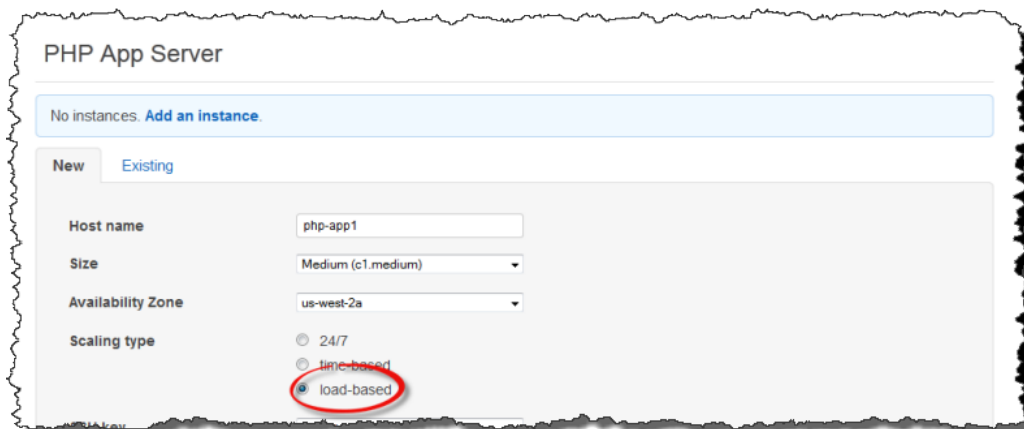 PHP App Server
No instances. Add an instance.
New Existing
Host name php-app1
Size Medium (c1.medium)
Availability Zone us-west-2a
Scaling type 24/7
time-based
load-based